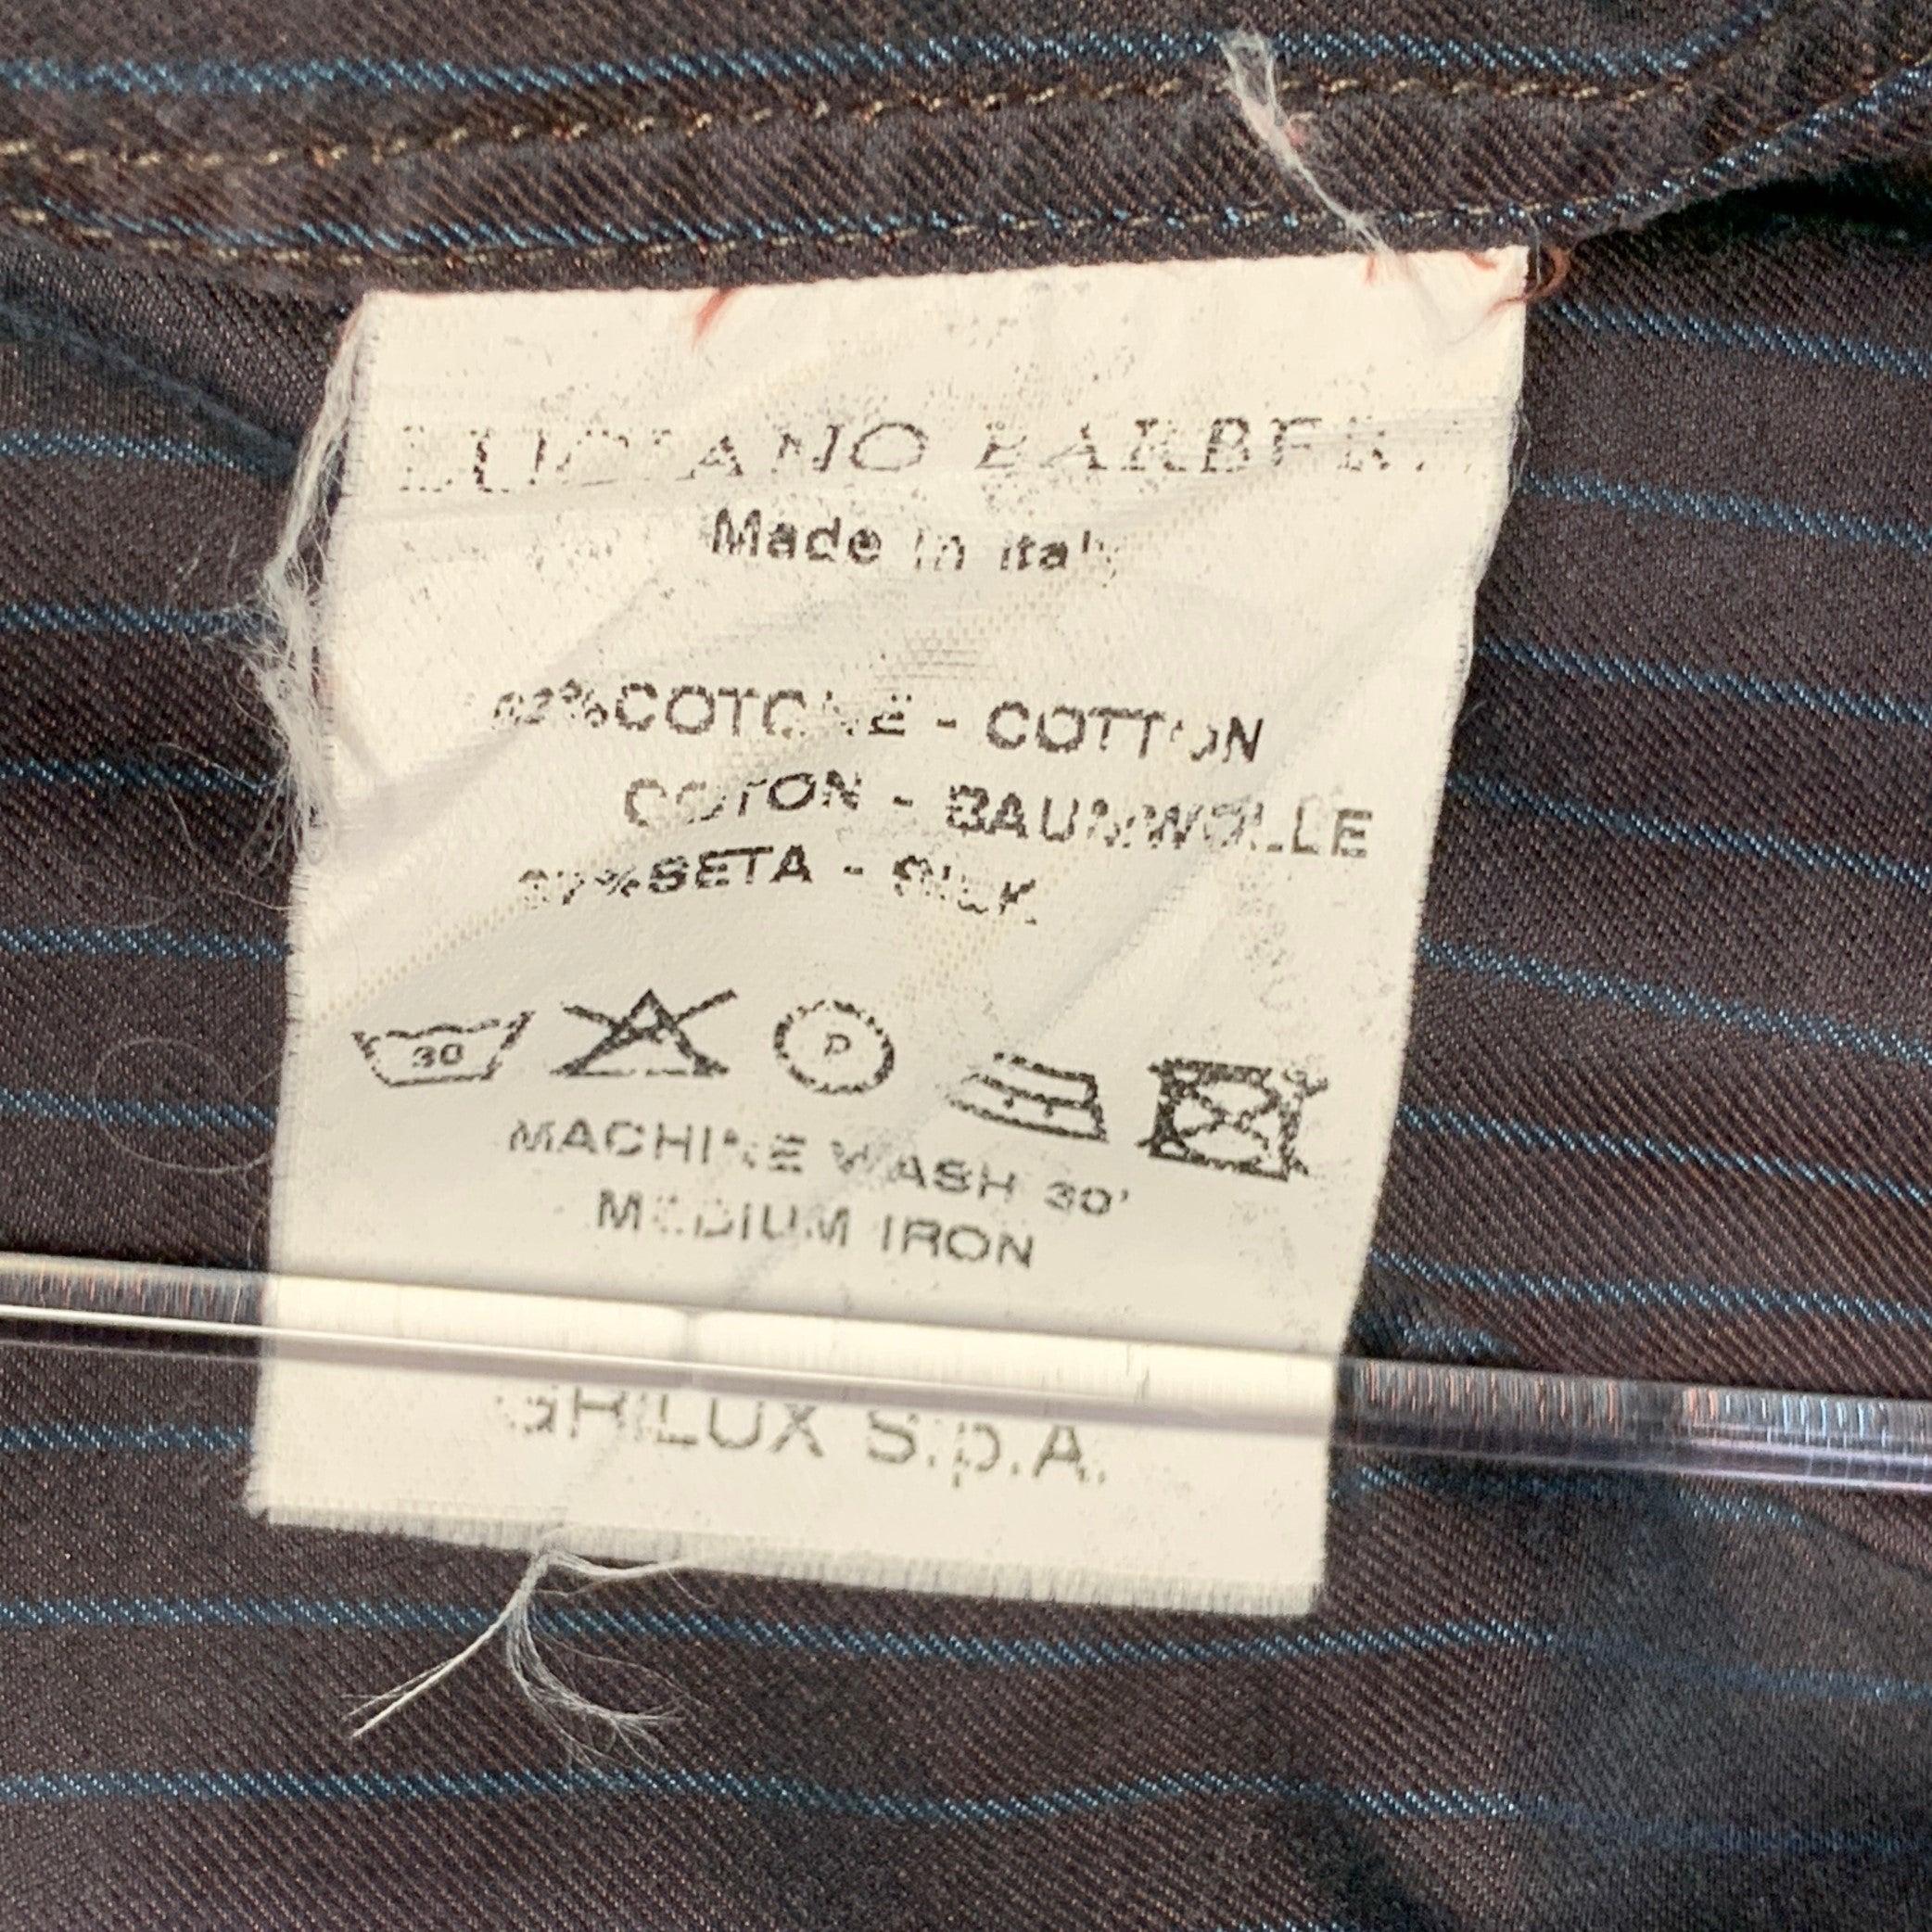 LUCIANO BARBERA
Made in Italy
COTONE - COTTON
COTON - BAUMWOLLE
SETA - SILK
30 P
MACHINE WASH 30'
MEDIUM IRON
GRILUX S.p.A.